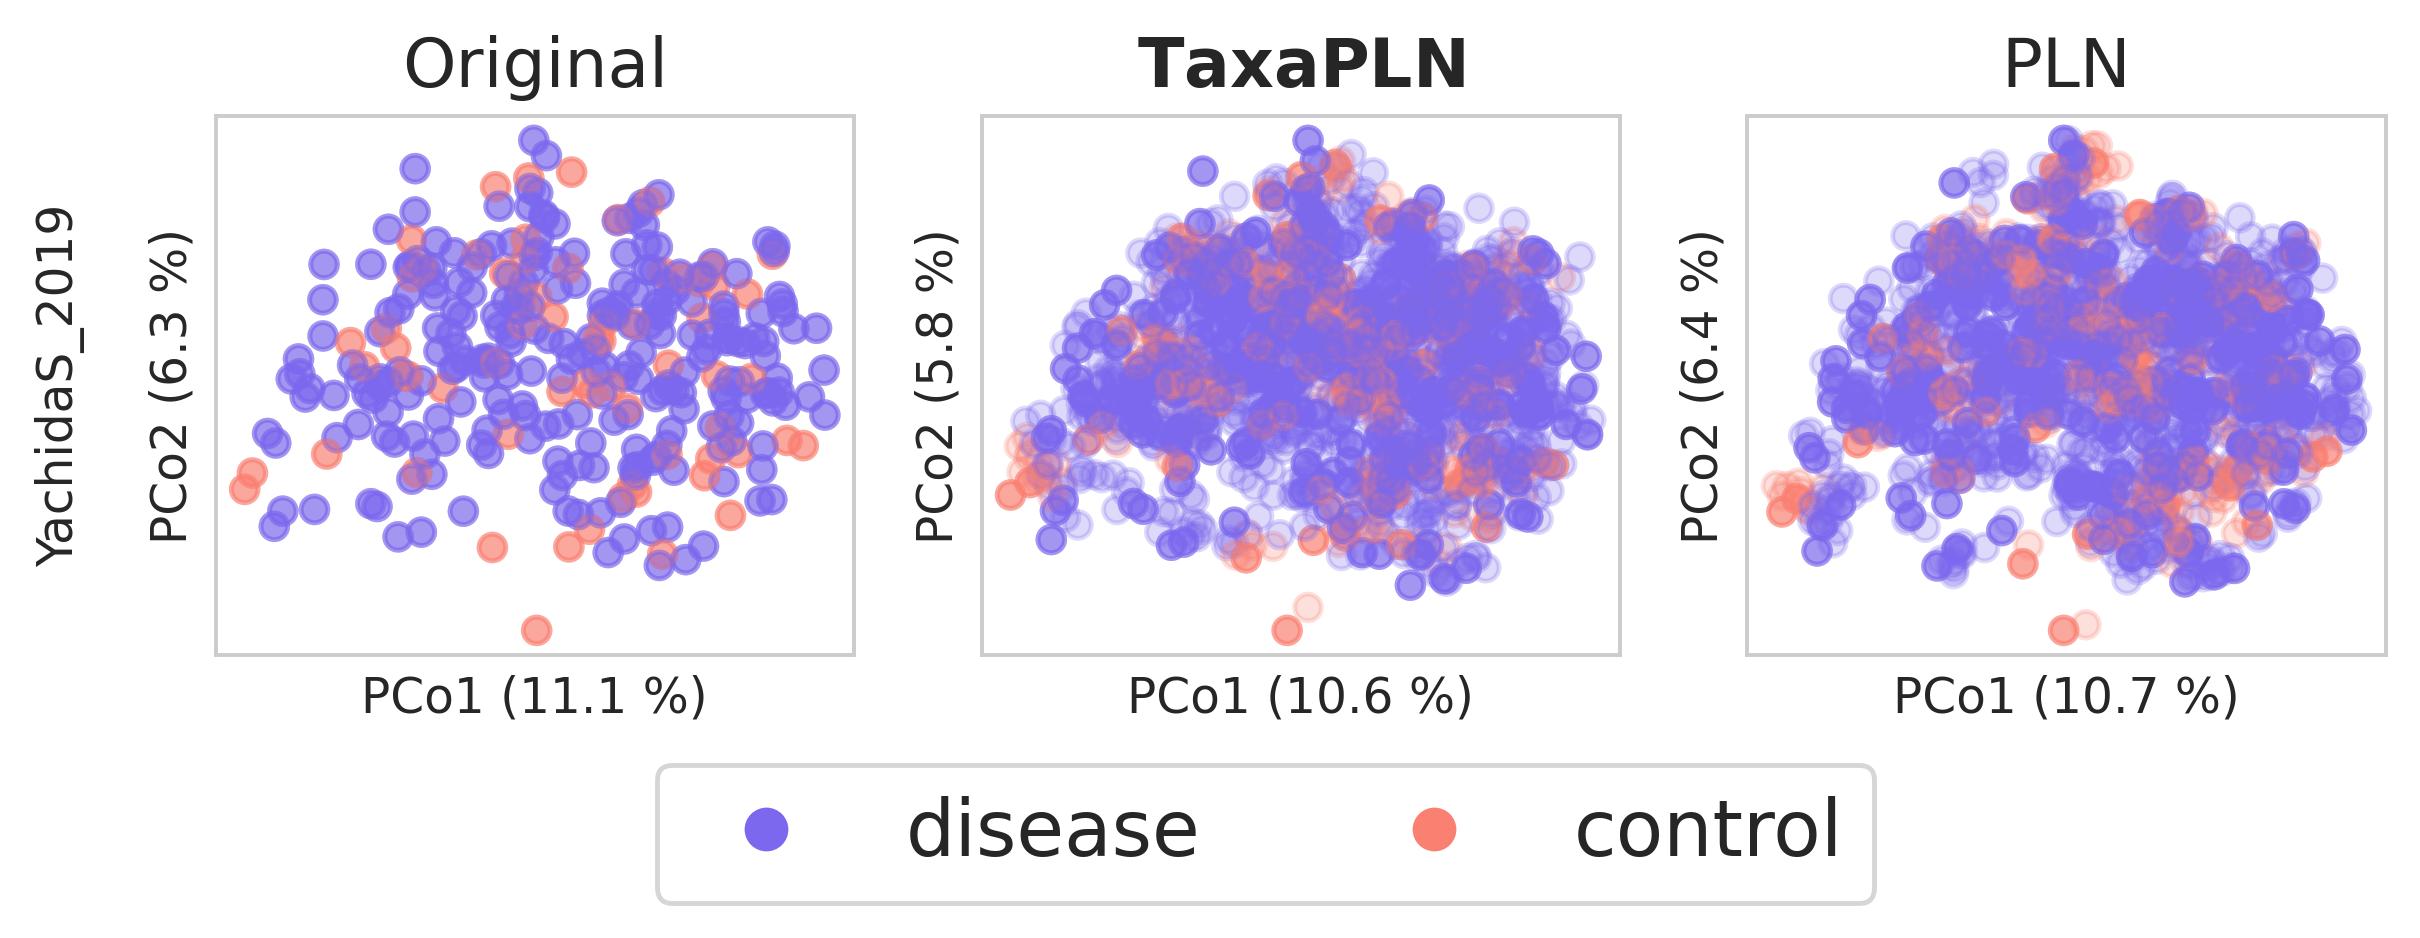 Original
TaxaPLN
PLN
YachidaS_2019
PCo2 (6.3 %)
PCo2 (5.8 %)
PCo2 (6.4 %)
PCo1 (11.1 %)
PCo1 (10.6 %)
PCo1 (10.7 %)
disease
control